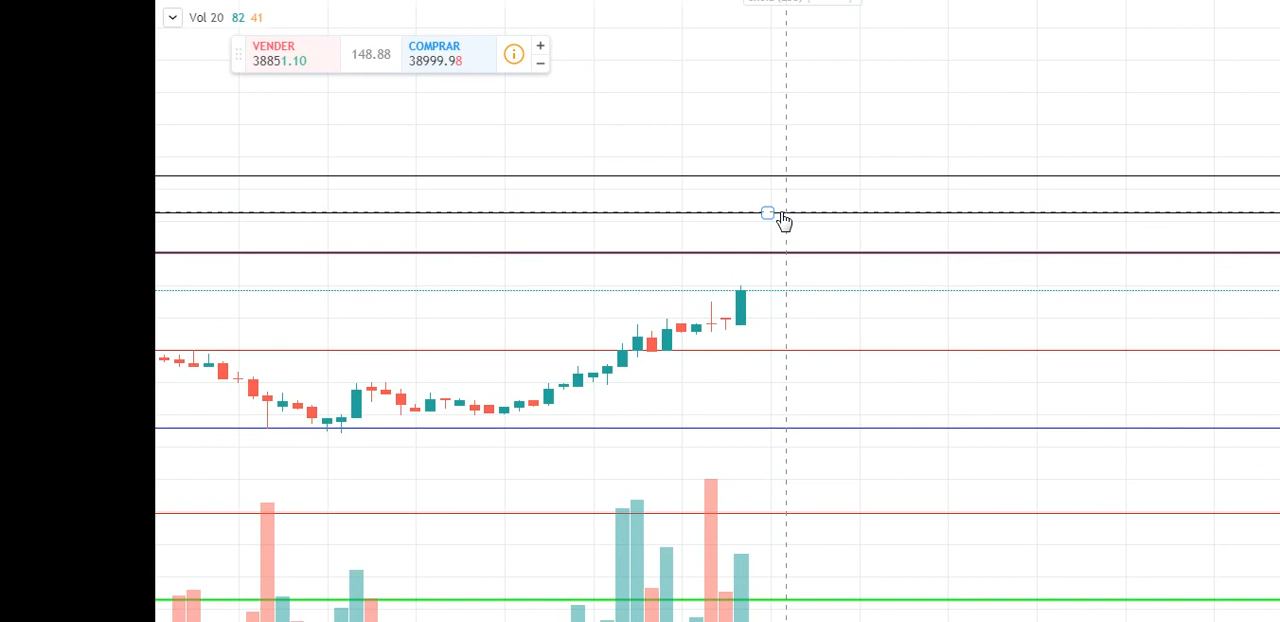 Vol 20 82 41
VENDER
38851.10
148.88
COMPRAR
38999.98